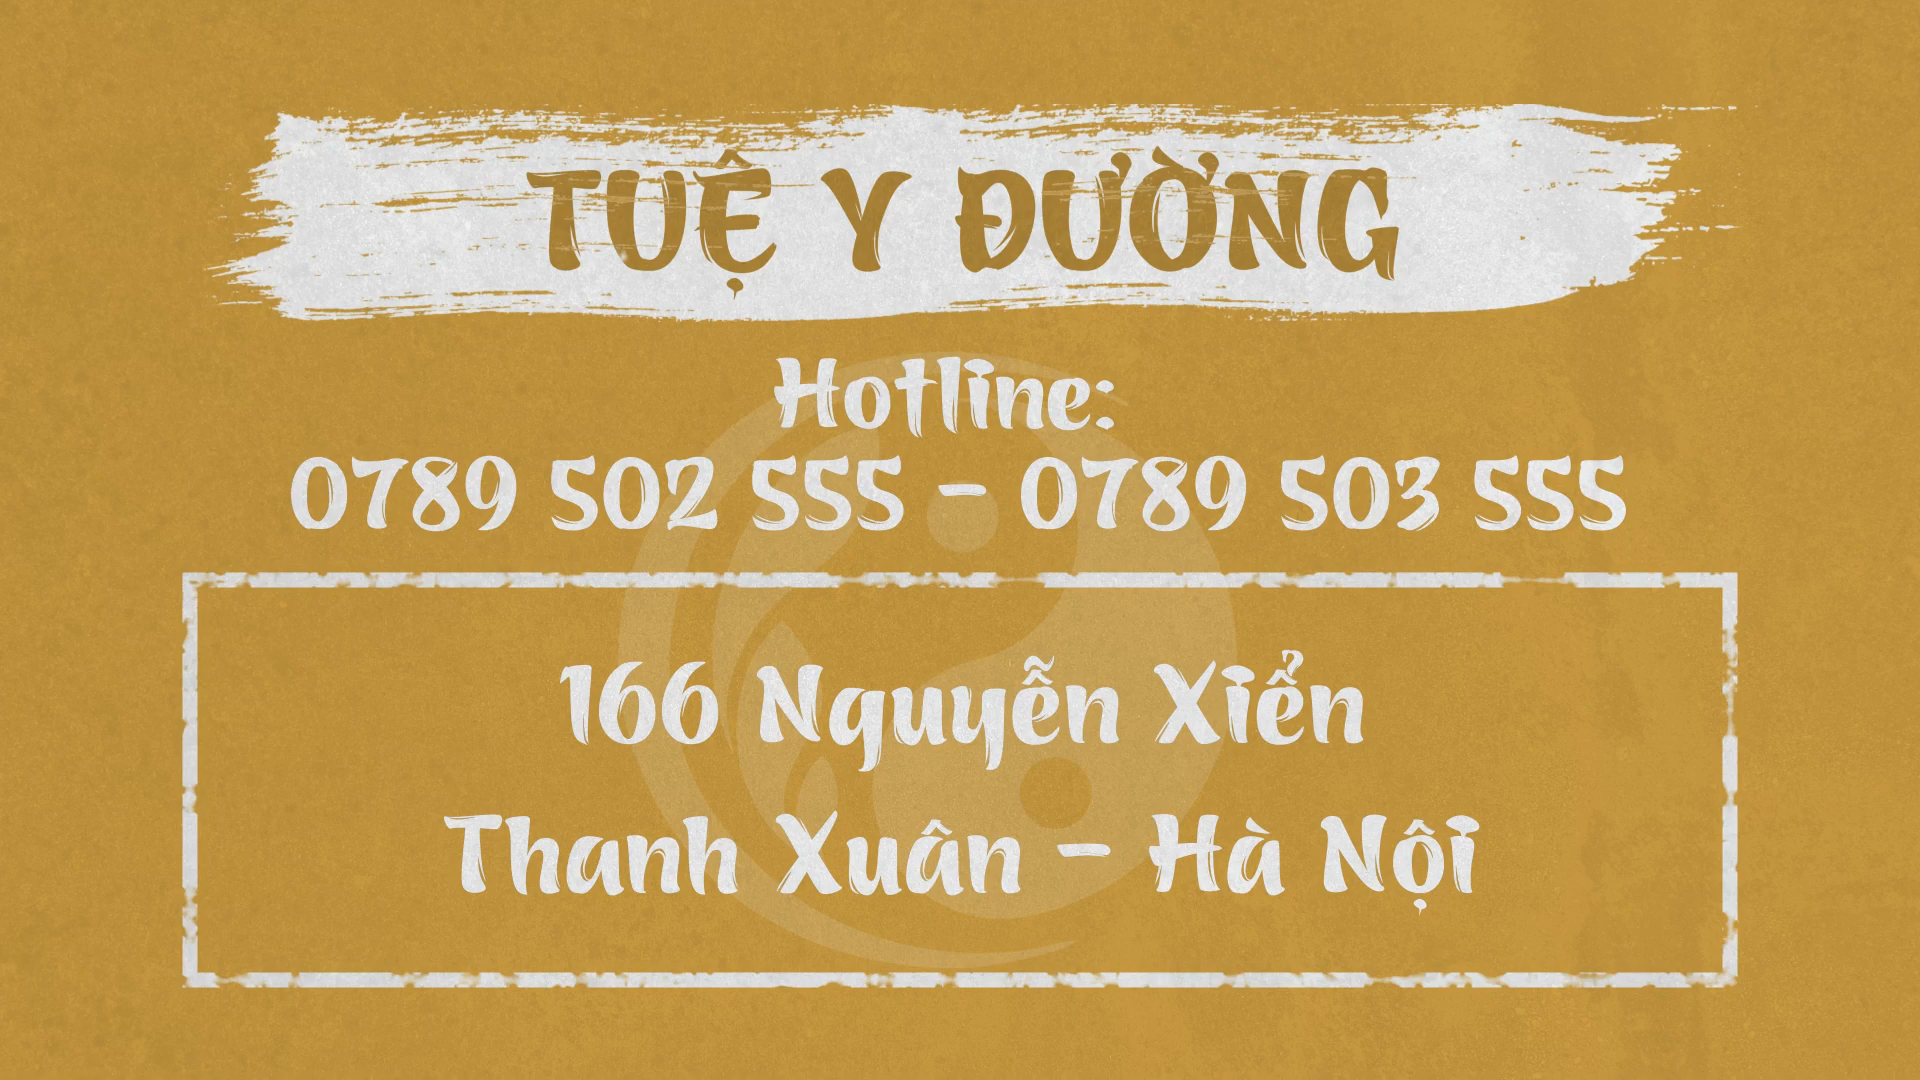 TUỆ Y ĐƯỜNG
Hotline:
0789 502 555 - 0789 503 555
166 Nguyễn Xiển
Thanh Xuân - Hà Nội